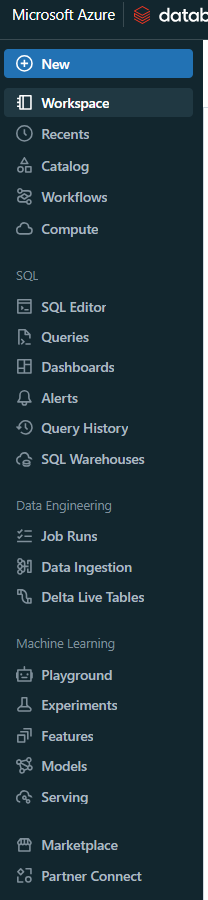 Microsoft Azure datab
New
Workspace
Recents
Catalog
Workflows
Compute
SQL
SQL Editor
Queries
Dashboards
Alerts
Query History
SQL Warehouses
Data Engineering
Job Runs
Data Ingestion
Delta Live Tables
Machine Learning
Playground
Experiments
Features
Models
Serving
Marketplace
Partner Connect